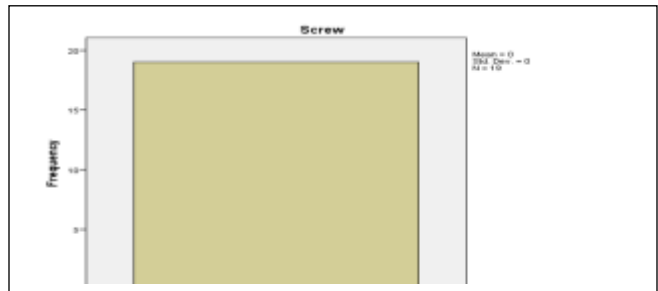 Screw
20
Mean = 0
Std. Dev. = 0
N = 19
15
Frequency
10
5